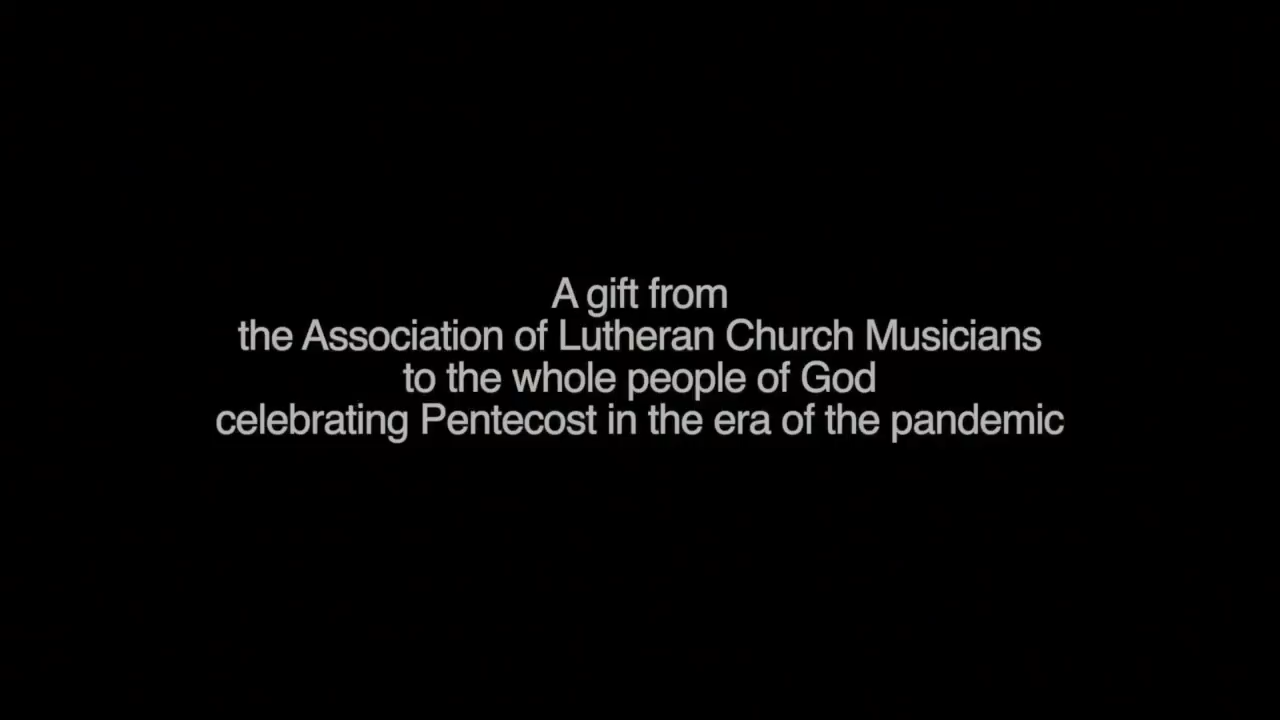 A gift from
the Association of Lutheran Church Musicians
to the whole people of God
celebrating Pentecost in the era of the pandemic